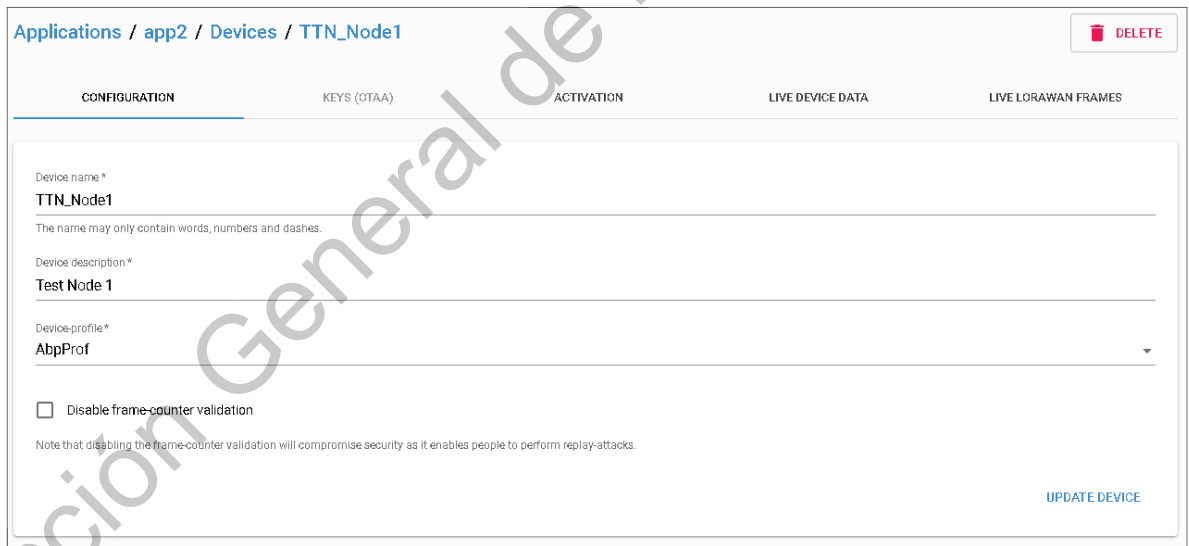 Applications / app2 / Devices / TTN_Node1
DELETE
CONFIGURATION KEYS (OTAA) ACTIVATION LIVE DEVICE DATA LIVE LORAWAN FRAMES
Device name *
TTN_Node1
The name may only contain words, numbers and dashes.
Device description *
Test Node 1
Device-profile *
AbpProf
Disable frame-counter validation
Note that disabling the frame-counter validation will compromise security as it enables people to perform replay-attacks.
UPDATE DEVICE
General de